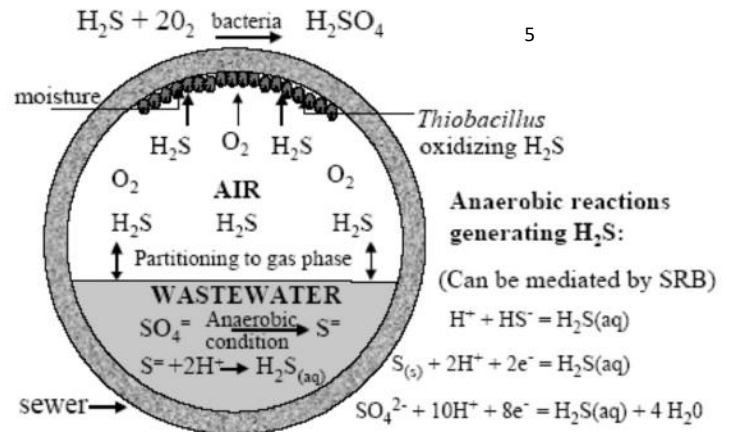 H₂S + 2O₂ bacteria H₂SO₄
5
moisture
Thiobacillus
oxidizing H₂S
H₂S O₂ H₂S
O₂ AIR O₂
H₂S H₂S H₂S
Partitioning to gas phase
WASTEWATER
SO₄⁼ Anaerobic condition S⁼
S⁼ +2H⁺ H₂S(aq)
sewer
Anaerobic reactions
generating H₂S:
(Can be mediated by SRB)
H⁺ + HS⁻ = H₂S(aq)
S(s) + 2H⁺ + 2e⁻ = H₂S(aq)
SO₄²⁻ + 10H⁺ + 8e⁻ = H₂S(aq) + 4 H₂0